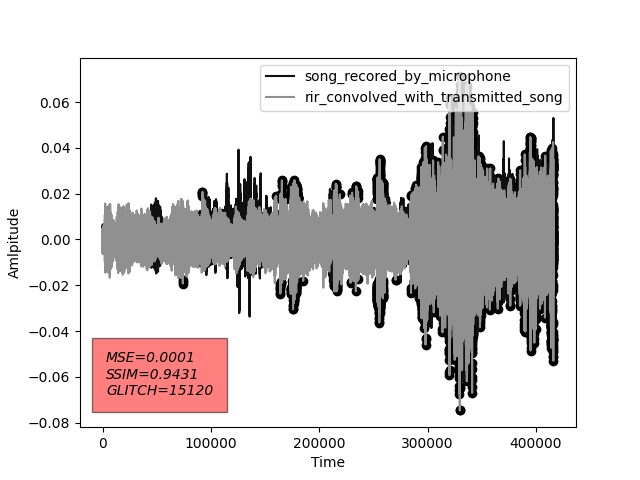 song_recored_by_microphone
rir_convolved_with_transmitted_song
0.06
0.04
0.02
0.00
−0.02
−0.04
−0.06
−0.08
Amlpitude
MSE=0.0001
SSIM=0.9431
GLITCH=15120
0 100000 200000 300000 400000
Time